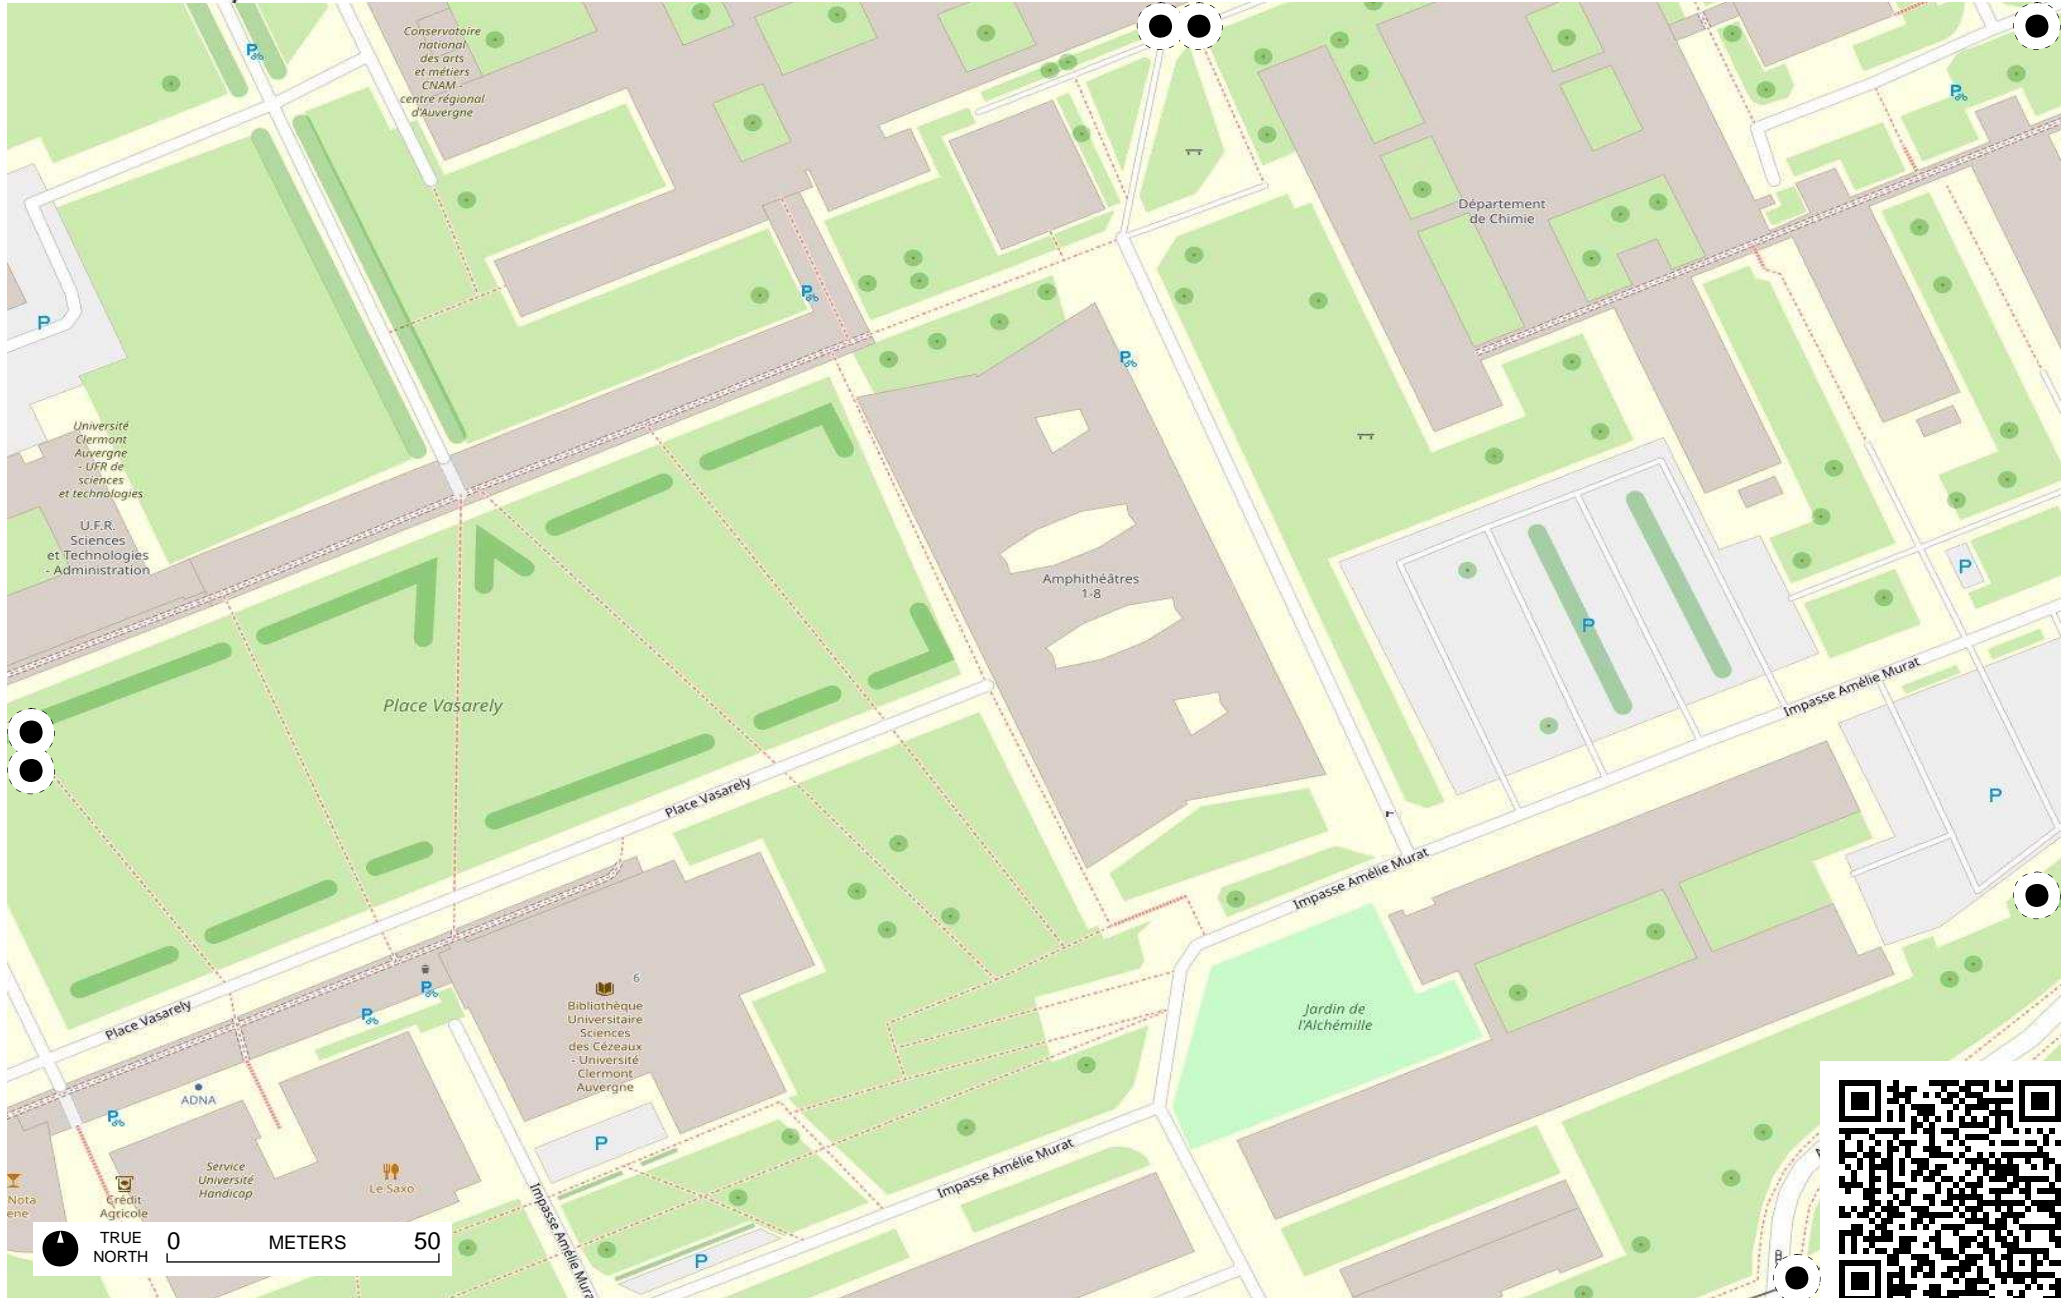 Conservatoire
national
des arts
et métiers
CNAM -
centre régional
d'Auvergne
P
P
Département
de Chimie
P
P
P
Université
Clermont
Auvergne
- UFR de
sciences
et technologies
U.F.R.
Sciences
et Technologies
- Administration
Amphithéâtres
1-8
P
P
Place Vasarely
Impasse Amélie Murat
Place Vasarely
P
Impasse Amélie Murat
6
Bibliothèque
Universitaire
Sciences
des Cézeaux
- Université
Clermont
Auvergne
P
P
Place Vasarely
Jardin de
l'Alchémille
ADNA
P
P
Impasse Amélie Murat
Service
Université
Handicap
Le Saxo
Crédit
Agricole
Nota
ene
Impasse Amélie Mura
P
TRUE
NORTH
0 METERS 50